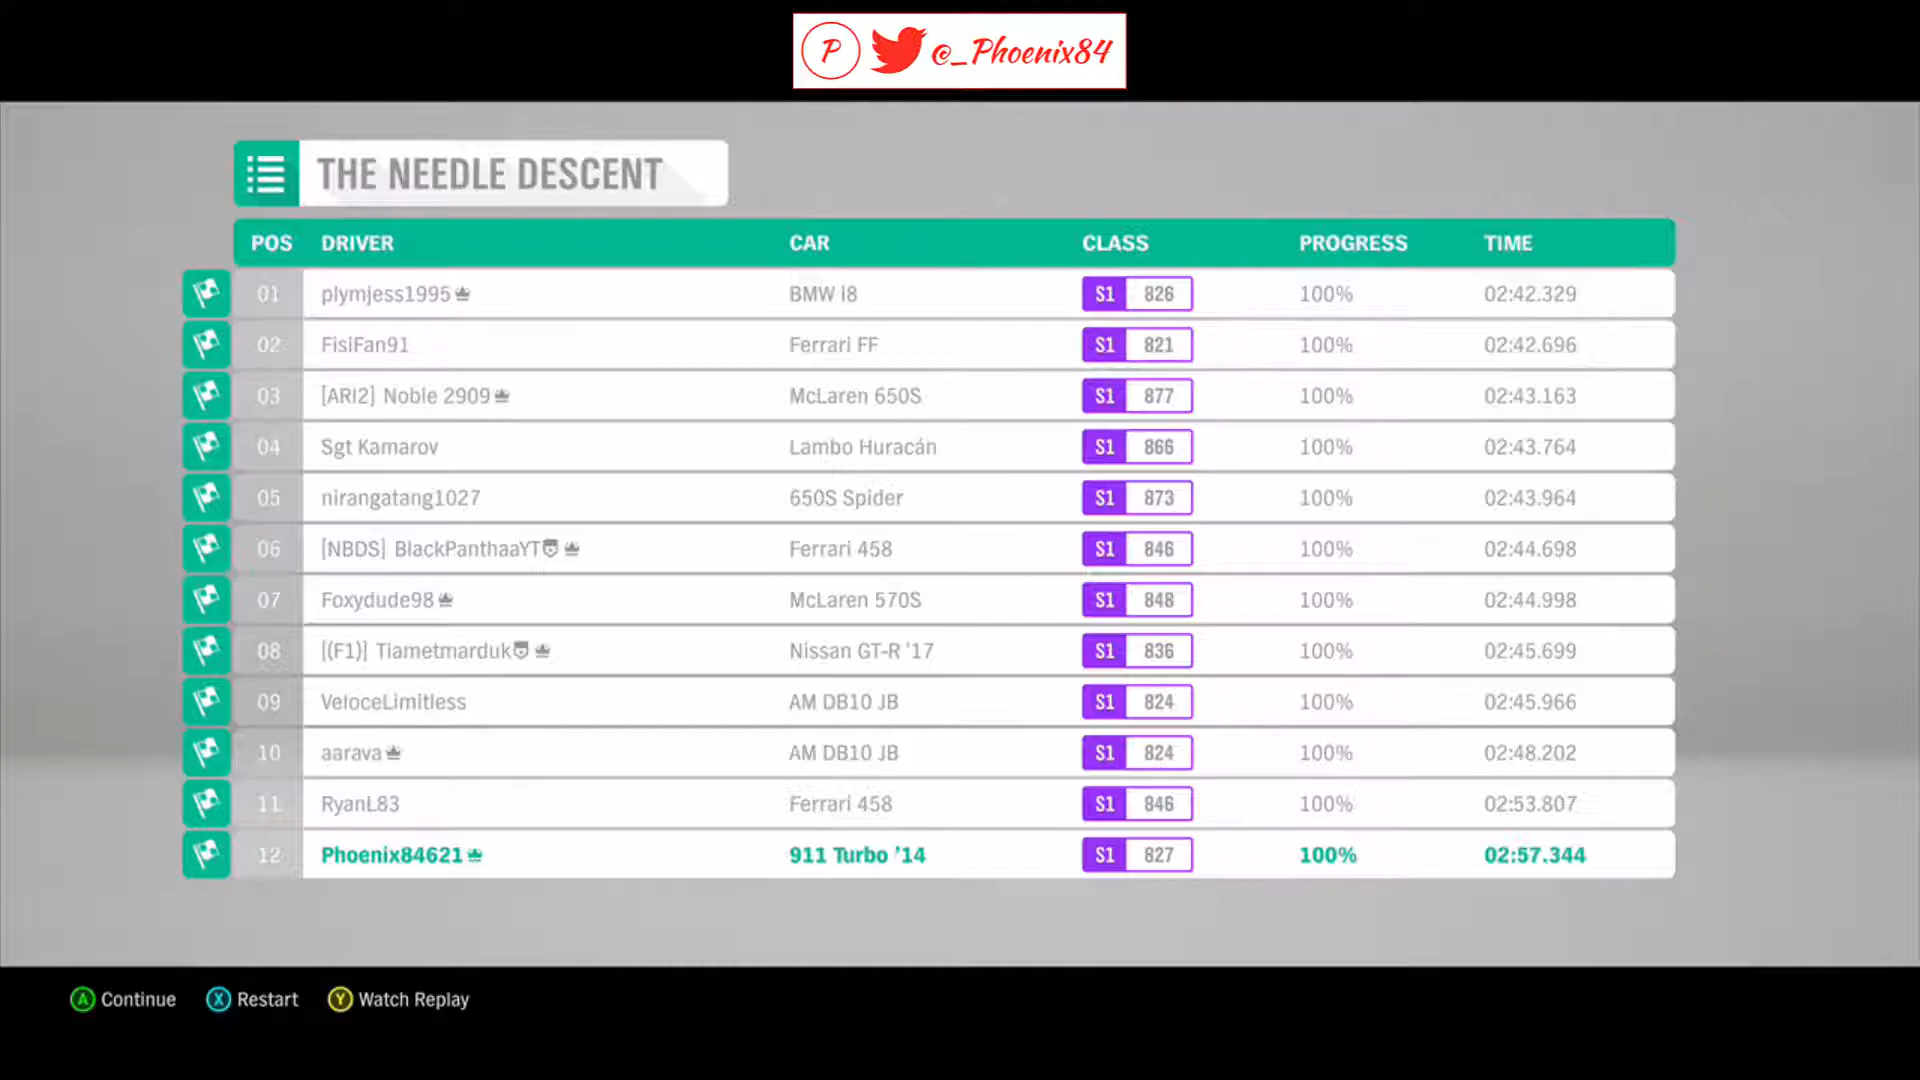 P @_Phoenix84
THE NEEDLE DESCENT
POS DRIVER CAR CLASS PROGRESS TIME
01 plymjess1995 BMW i8 S1 826 100% 02:42.329
02 FisiFan91 Ferrari FF S1 821 100% 02:42.696
03 [ARI2] Noble 2909 McLaren 650S S1 877 100% 02:43.163
04 Sgt Kamarov Lambo Huracán S1 866 100% 02:43.764
05 nirangatang1027 650S Spider S1 873 100% 02:43.964
06 [NBDS] BlackPanthaaYT Ferrari 458 S1 846 100% 02:44.698
07 Foxydude98 McLaren 570S S1 848 100% 02:44.998
08 [(F1)] Tiametmarduk Nissan GT-R '17 S1 836 100% 02:45.699
09 VeloceLimitless AM DB10 JB S1 824 100% 02:45.966
10 aarava AM DB10 JB S1 824 100% 02:48.202
11 RyanL83 Ferrari 458 S1 846 100% 02:53.807
12 Phoenix84621 911 Turbo '14 S1 827 100% 02:57.344
A Continue X Restart Y Watch Replay